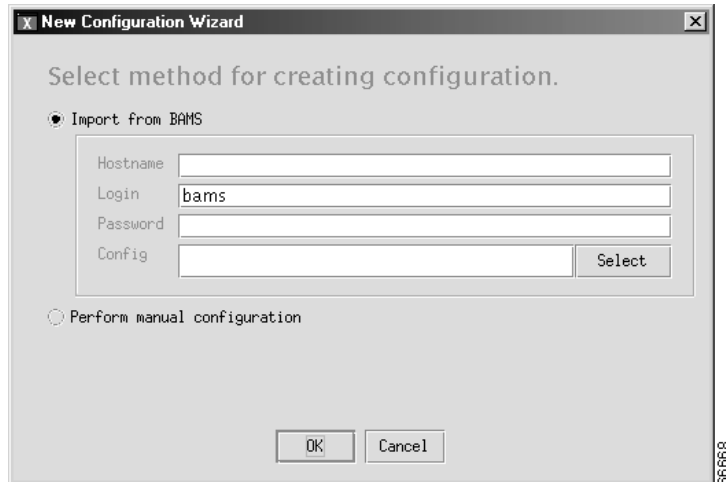 X New Configuration Wizard
Select method for creating configuration.
Import from BAMS
Hostname
Login bams
Password
Config Select
Perform manual configuration
OK Cancel
66668